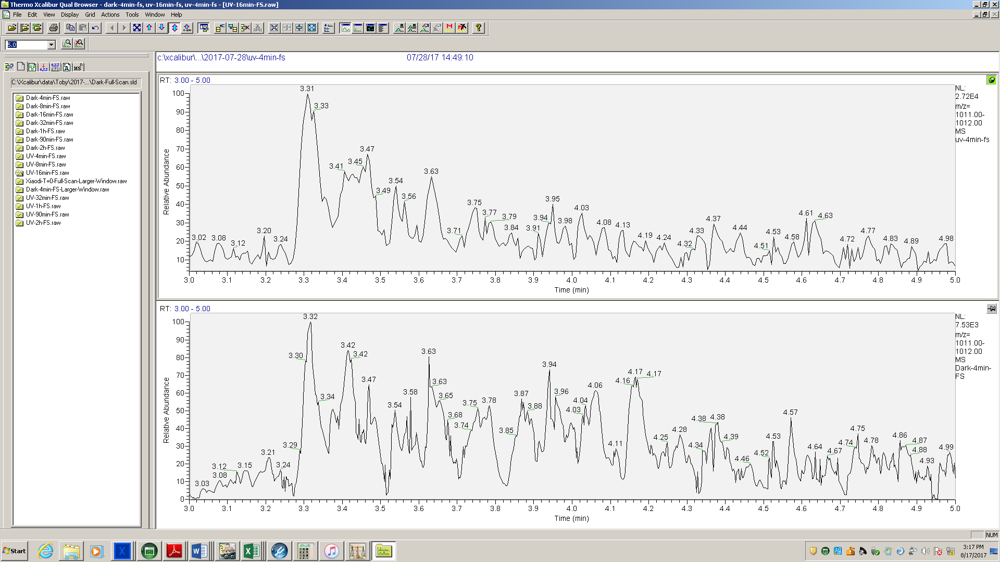 Thermo Xcalibur Qual Browser - dark-4min-fs, uv-16min-fs, uv-4min-fs - [UV-16min-FS.raw]
File Edit View Display Grid Actions Tools Window Help
5.0
C:\Xcalibur\data\Toby\2017-...\Dark-Full-Scan.sld
Dark-4min-FS.raw
Dark-8min-FS.raw
Dark-16min-FS.raw
Dark-32min-FS.raw
Dark-1h-FS.raw
Dark-90min-FS.raw
Dark-2h-FS.raw
UV-4min-FS.raw
UV-8min-FS.raw
UV-16min-FS.raw
Xiaodi-T=0-Full-Scan-Larger-Window.raw
Dark-4min-FS-Larger-Window.raw
UV-32min-FS.raw
UV-1h-FS.raw
UV-90min-FS.raw
UV-2h-FS.raw
c:\xcalibur\...\2017-07-28\uv-4min-fs 07/28/17 14:49:10
RT: 3.00 - 5.00
NL:
2.72E4
m/z=
1011.00-
1012.00
MS
uv-4min-fs
Relative Abundance
100
90
80
70
60
50
40
30
20
10
3.02 3.08 3.12 3.20 3.24 3.31 3.33 3.41 3.45 3.47 3.49 3.54 3.56 3.63 3.71 3.75 3.77 3.79 3.84 3.91 3.94 3.95 3.98 4.03 4.08 4.13 4.19 4.24 4.32 4.33 4.37 4.44 4.51 4.53 4.58 4.61 4.63 4.72 4.77 4.83 4.89 4.98
3.0 3.1 3.2 3.3 3.4 3.5 3.6 3.7 3.8 3.9 4.0 4.1 4.2 4.3 4.4 4.5 4.6 4.7 4.8 4.9 5.0
Time (min)
RT: 3.00 - 5.00
NL:
7.53E3
m/z=
1011.00-
1012.00
MS
Dark-4min-
FS
Relative Abundance
100
90
80
70
60
50
40
30
20
10
0
3.03 3.08 3.12 3.15 3.21 3.24 3.29 3.30 3.32 3.34 3.42 3.42 3.47 3.54 3.58 3.63 3.63 3.65 3.68 3.74 3.75 3.78 3.85 3.87 3.88 3.94 3.96 4.03 4.04 4.06 4.11 4.16 4.17 4.17 4.25 4.28 4.34 4.38 4.38 4.39 4.46 4.52 4.53 4.57 4.64 4.67 4.74 4.75 4.78 4.86 4.87 4.88 4.93 4.99
3.0 3.1 3.2 3.3 3.4 3.5 3.6 3.7 3.8 3.9 4.0 4.1 4.2 4.3 4.4 4.5 4.6 4.7 4.8 4.9 5.0
Time (min)
NUM
Start
3:17 PM
8/17/2017